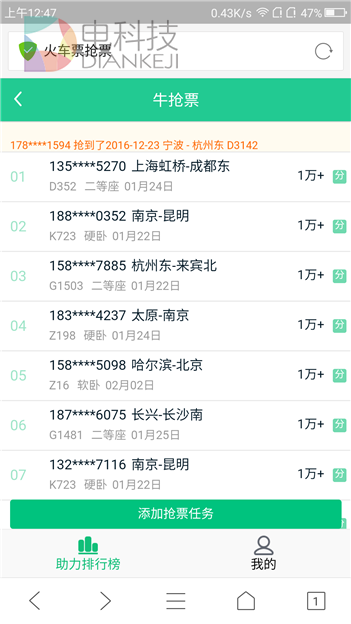 上午12:47
0.43K/s
47%
电科技
DIANKEJI
火车票抢票
牛抢票
178****1594 抢到了2016-12-23 宁波 - 杭州东 D3142
01 135****5270 上海虹桥-成都东 1万+ 分
D352 二等座 01月24日
02 188****0352 南京-昆明 1万+ 分
K723 硬卧 01月22日
03 158****7885 杭州东-来宾北 1万+ 分
G1503 二等座 01月22日
04 183****4237 太原-南京 1万+ 分
Z198 硬卧 01月24日
05 158****5098 哈尔滨-北京 1万+ 分
Z16 软卧 02月02日
06 187****6075 长兴-长沙南 1万+ 分
G1481 二等座 01月25日
07 132****7116 南京-昆明 1万+ 分
K723 硬卧 01月22日
添加抢票任务
助力排行榜 我的
1